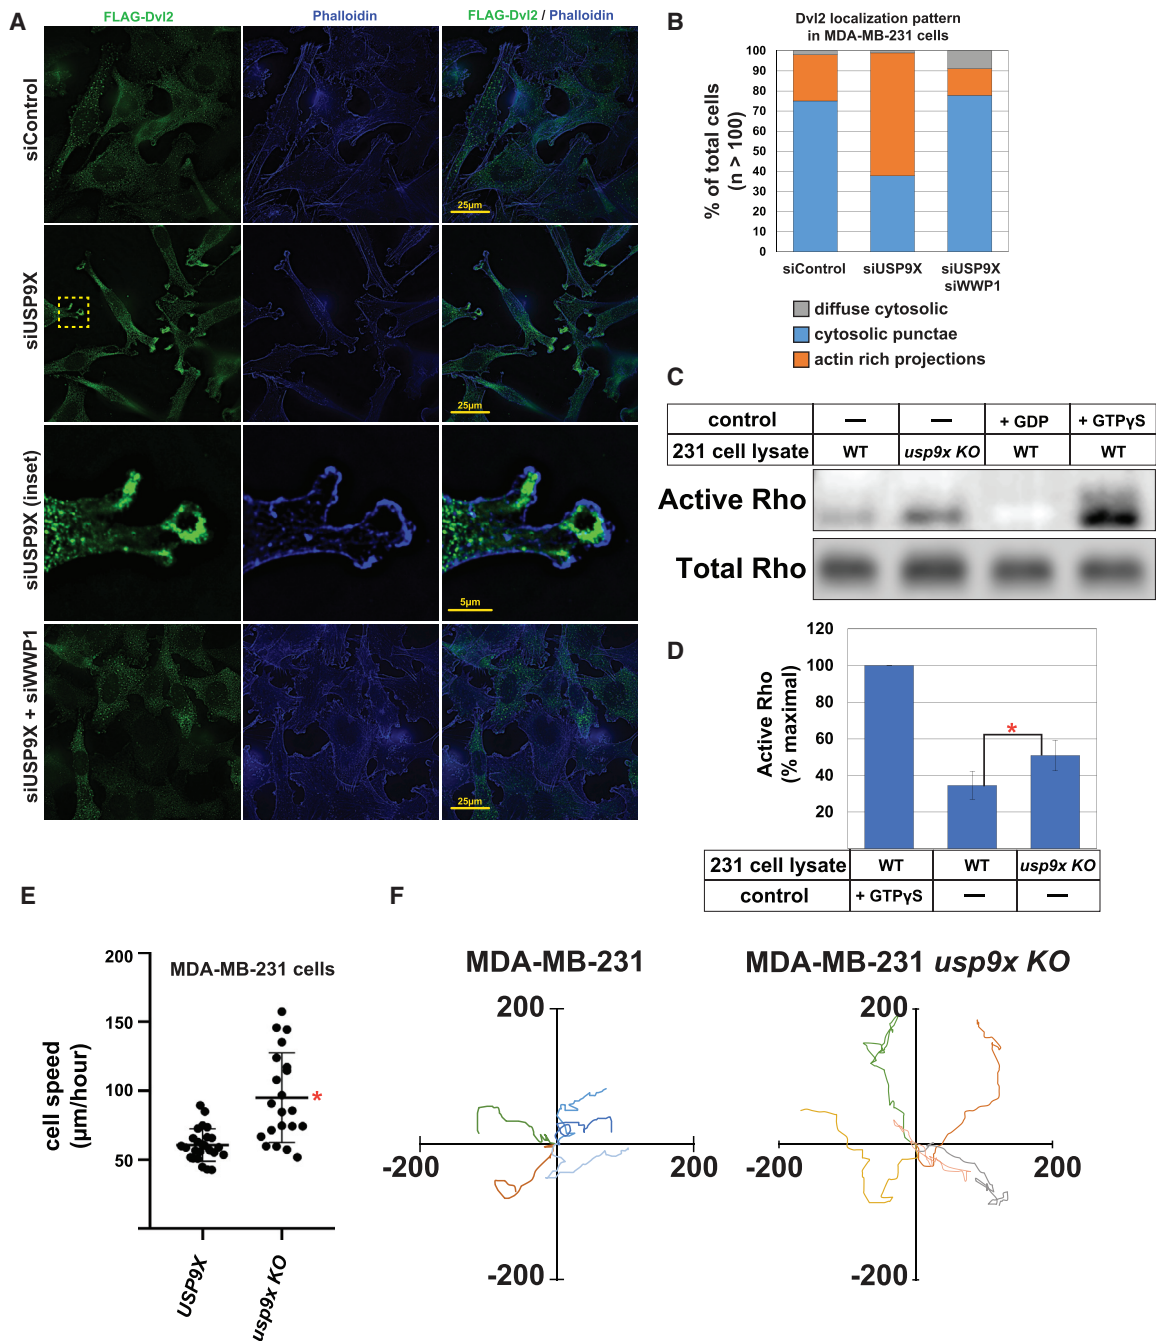 A
FLAG-Dvl2
Phalloidin
FLAG-Dvl2 / Phalloidin
siControl
25µm
siUSP9X
25µm
siUSP9X (inset)
5µm
siUSP9X + siWWP1
25µm
B
Dvl2 localization pattern
in MDA-MB-231 cells
% of total cells
(n > 100)
100
90
80
70
60
50
40
30
20
10
0
siControl
siUSP9X
siUSP9X
siWWP1
diffuse cytosolic
cytosolic punctae
actin rich projections
C
control — — + GDP + GTPγS
231 cell lysate WT usp9x KO WT WT
Active Rho
Total Rho
D
Active Rho
(% maximal)
120
100
80
60
40
20
*
231 cell lysate WT WT usp9x KO
control + GTPγS — —
E
MDA-MB-231 cells
cell speed
(µm/hour)
200
150
100
50
*
USP9X
usp9x KO
F
MDA-MB-231
200
-200
200
-200
MDA-MB-231 usp9x KO
200
-200
200
-200